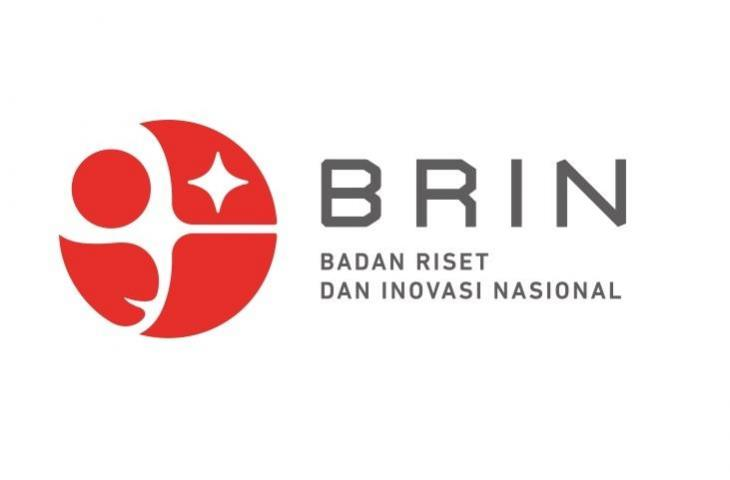 BRIN
BADAN RISET
DAN INOVASI NASIONAL